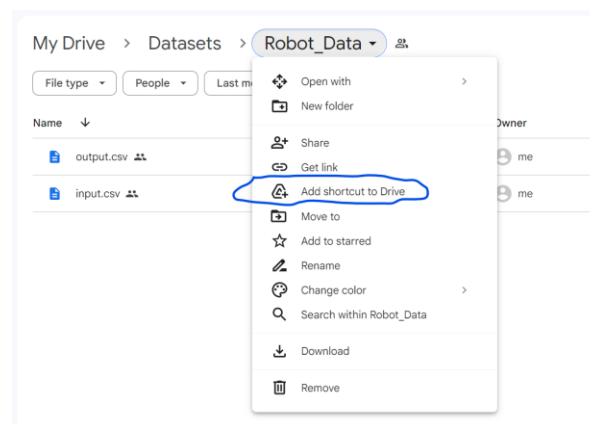 My Drive > Datasets > Robot_Data
File type People Last m
Name
Owner
output.csv
me
input.csv
me
Open with
New folder
Share
Get link
Add shortcut to Drive
Move to
Add to starred
Rename
Change color
Search within Robot_Data
Download
Remove